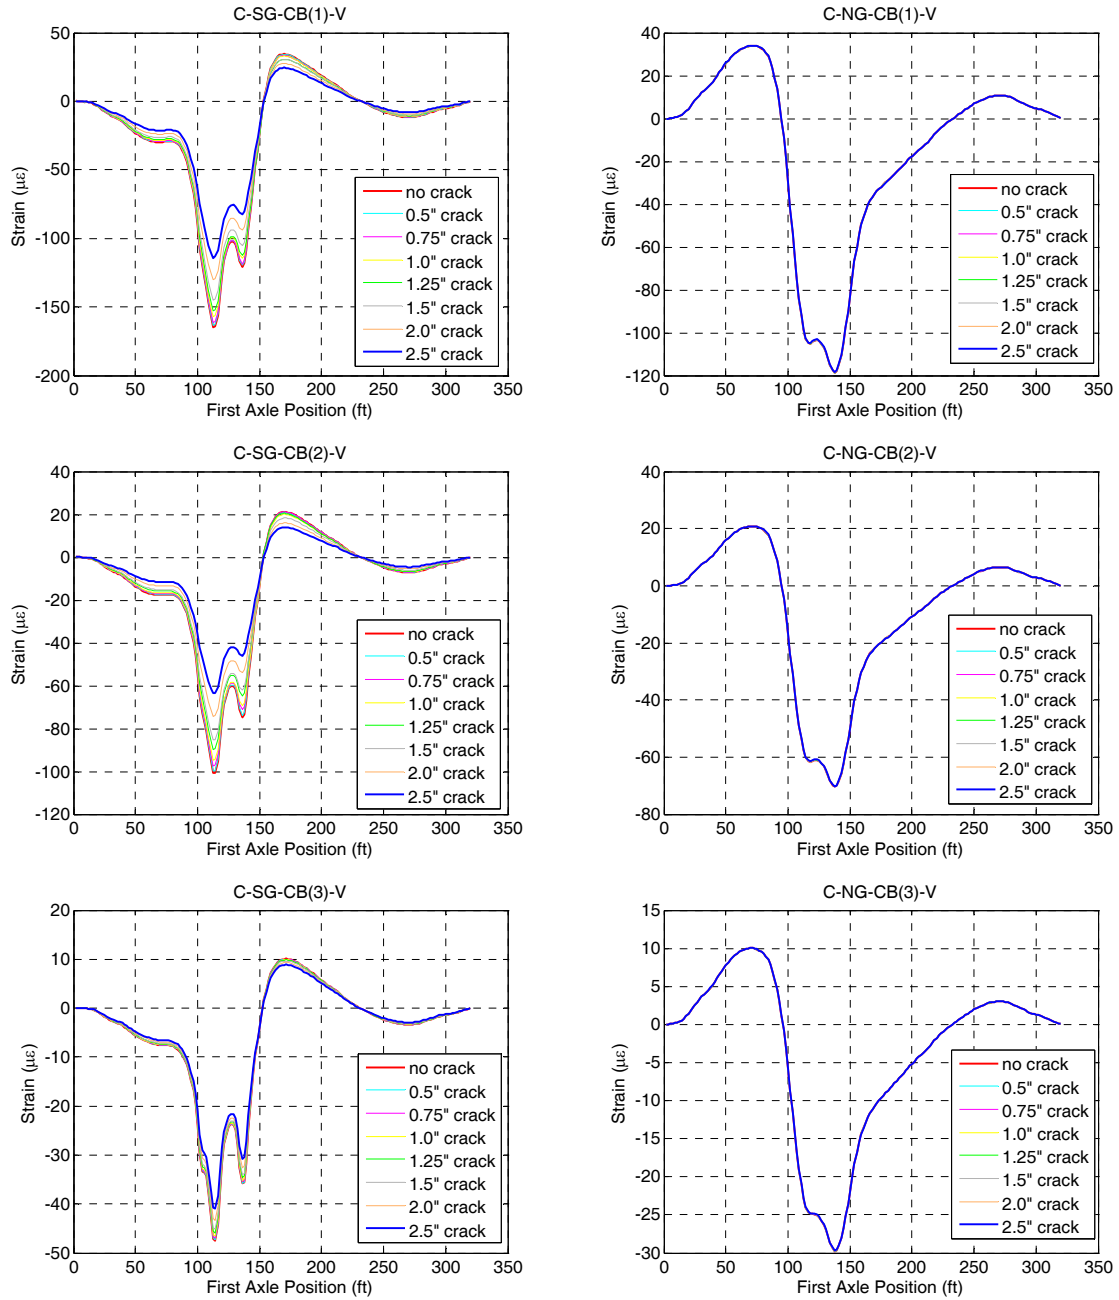 C-SG-CB(1)-V
50
0
-50
-100
-150
-200
0 50 100 150 200 250 300 350
Strain (με)
First Axle Position (ft)
no crack
0.5" crack
0.75" crack
1.0" crack
1.25" crack
1.5" crack
2.0" crack
2.5" crack
C-NG-CB(1)-V
40
20
0
-20
-40
-60
-80
-100
-120
0 50 100 150 200 250 300 350
Strain (με)
First Axle Position (ft)
no crack
0.5" crack
0.75" crack
1.0" crack
1.25" crack
1.5" crack
2.0" crack
2.5" crack
C-SG-CB(2)-V
40
20
0
-20
-40
-60
-80
-100
-120
0 50 100 150 200 250 300 350
Strain (με)
First Axle Position (ft)
no crack
0.5" crack
0.75" crack
1.0" crack
1.25" crack
1.5" crack
2.0" crack
2.5" crack
C-NG-CB(2)-V
40
20
0
-20
-40
-60
-80
0 50 100 150 200 250 300 350
Strain (με)
First Axle Position (ft)
no crack
0.5" crack
0.75" crack
1.0" crack
1.25" crack
1.5" crack
2.0" crack
2.5" crack
C-SG-CB(3)-V
20
10
0
-10
-20
-30
-40
-50
0 50 100 150 200 250 300 350
Strain (με)
First Axle Position (ft)
no crack
0.5" crack
0.75" crack
1.0" crack
1.25" crack
1.5" crack
2.0" crack
2.5" crack
C-NG-CB(3)-V
15
10
5
0
-5
-10
-15
-20
-25
-30
0 50 100 150 200 250 300 350
Strain (με)
First Axle Position (ft)
no crack
0.5" crack
0.75" crack
1.0" crack
1.25" crack
1.5" crack
2.0" crack
2.5" crack